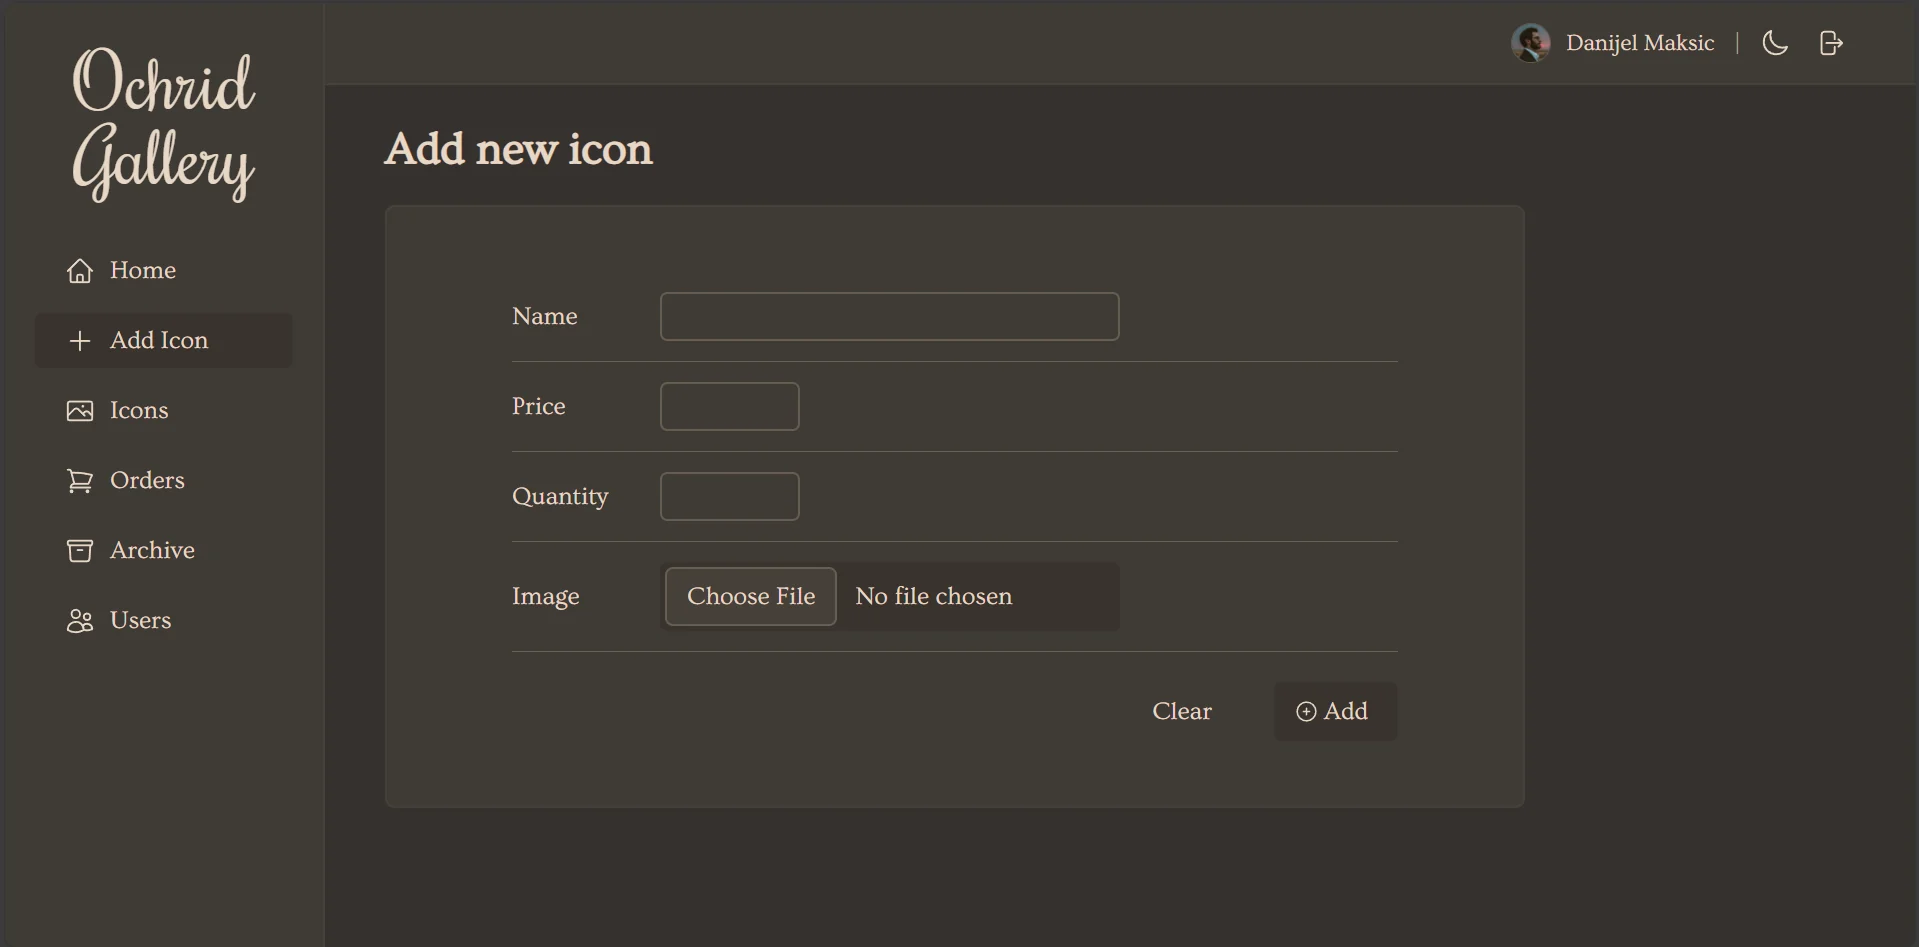 Ochrid
Gallery
Home
Add Icon
Icons
Orders
Archive
Users
Danijel Maksic
Add new icon
Name
Price
Quantity
Image
Choose File No file chosen
Clear
Add